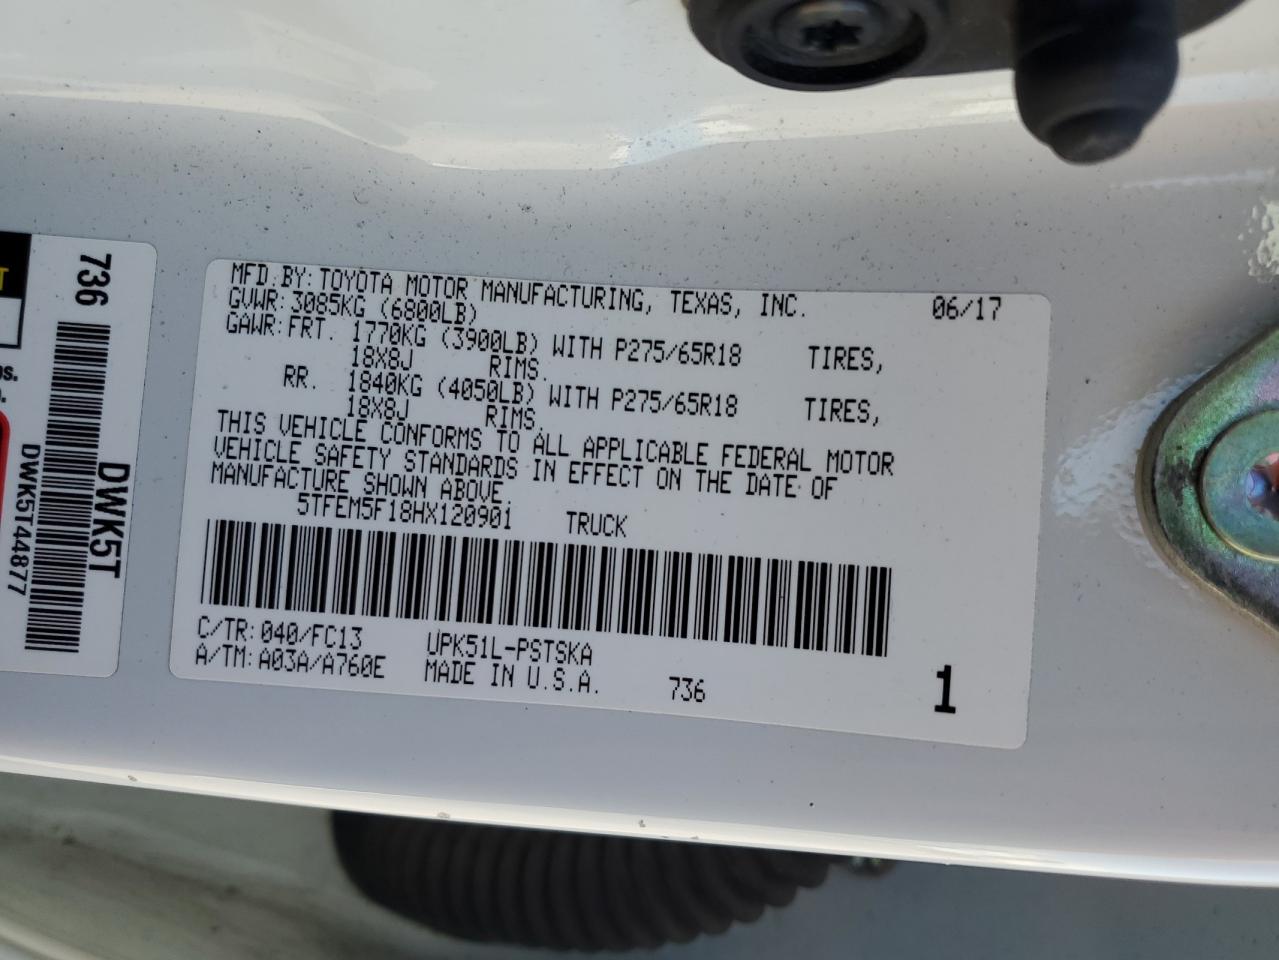 MFD. BY: TOYOTA MOTOR MANUFACTURING, TEXAS, INC. 06/17
GVWR: 3085KG (6800LB)
GAWR: FRT. 1770KG (3900LB) WITH P275/65R18 TIRES,
18X8J RIMS.
RR. 1840KG (4050LB) WITH P275/65R18 TIRES,
18X8J RIMS.
THIS VEHICLE CONFORMS TO ALL APPLICABLE FEDERAL MOTOR
VEHICLE SAFETY STANDARDS IN EFFECT ON THE DATE OF
MANUFACTURE SHOWN ABOVE.
5TFEM5F18HX120901 TRUCK
C/TR: 040/FC13 UPK51L-PSTSKA
A/TM: A03A/A760E MADE IN U.S.A. 736
1
736
DWK5T
DWK5T44877